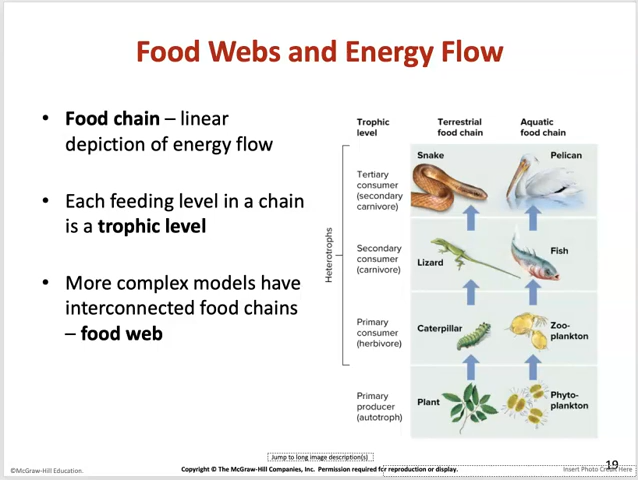 Food Webs and Energy Flow
• Food chain – linear
depiction of energy flow
• Each feeding level in a chain
is a trophic level
• More complex models have
interconnected food chains
– food web
Trophic
level
Terrestrial
food chain
Aquatic
food chain
Heterotrophs
Tertiary
consumer
(secondary
carnivore)
Snake
Pelican
Secondary
consumer
(carnivore)
Lizard
Fish
Primary
consumer
(herbivore)
Caterpillar
Zoo-
plankton
Primary
producer
(autotroph)
Plant
Phyto-
plankton
Jump to long image description(s)
©McGraw-Hill Education.
Copyright © The McGraw-Hill Companies, Inc. Permission required for reproduction or display.
19
Insert Photo Credit Here